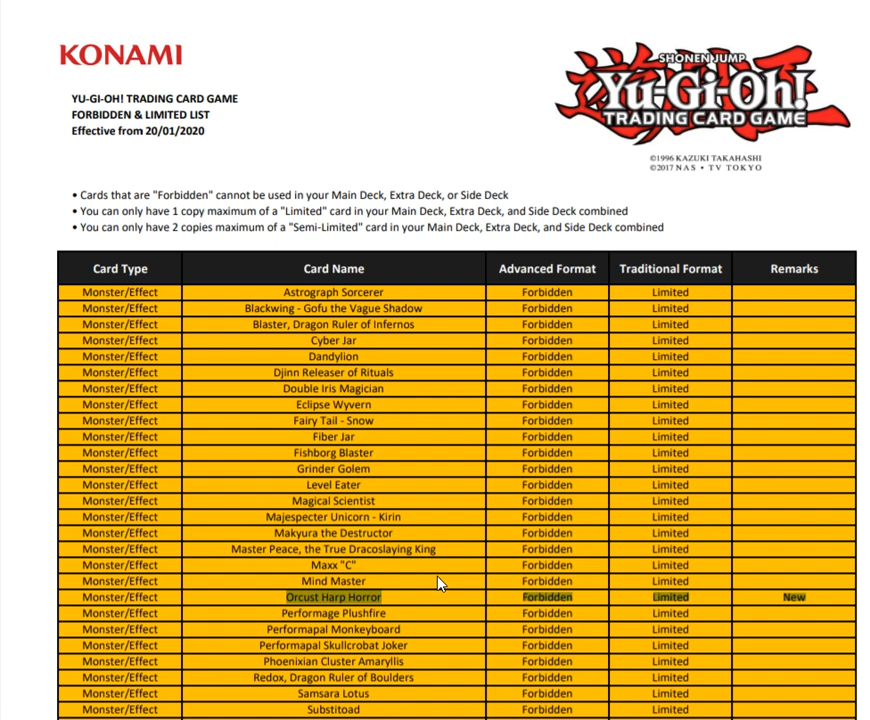 KONAMI
SHONEN JUMP
Yu-Gi-Oh!
TRADING CARD GAME
©1996 KAZUKI TAKAHASHI
©2017 NAS • TV TOKYO
YU-GI-OH! TRADING CARD GAME
FORBIDDEN & LIMITED LIST
Effective from 20/01/2020
• Cards that are "Forbidden" cannot be used in your Main Deck, Extra Deck, or Side Deck
• You can only have 1 copy maximum of a "Limited" card in your Main Deck, Extra Deck, and Side Deck combined
• You can only have 2 copies maximum of a "Semi-Limited" card in your Main Deck, Extra Deck, and Side Deck combined
Card Type Card Name Advanced Format Traditional Format Remarks
Monster/Effect Astrograph Sorcerer Forbidden Limited
Monster/Effect Blackwing - Gofu the Vague Shadow Forbidden Limited
Monster/Effect Blaster, Dragon Ruler of Infernos Forbidden Limited
Monster/Effect Cyber Jar Forbidden Limited
Monster/Effect Dandylion Forbidden Limited
Monster/Effect Djinn Releaser of Rituals Forbidden Limited
Monster/Effect Double Iris Magician Forbidden Limited
Monster/Effect Eclipse Wyvern Forbidden Limited
Monster/Effect Fairy Tail - Snow Forbidden Limited
Monster/Effect Fiber Jar Forbidden Limited
Monster/Effect Fishborg Blaster Forbidden Limited
Monster/Effect Grinder Golem Forbidden Limited
Monster/Effect Level Eater Forbidden Limited
Monster/Effect Magical Scientist Forbidden Limited
Monster/Effect Majespecter Unicorn - Kirin Forbidden Limited
Monster/Effect Makyura the Destructor Forbidden Limited
Monster/Effect Master Peace, the True Dracoslaying King Forbidden Limited
Monster/Effect Maxx "C" Forbidden Limited
Monster/Effect Mind Master Forbidden Limited
Monster/Effect Orcust Harp Horror Forbidden Limited New
Monster/Effect Performage Plushfire Forbidden Limited
Monster/Effect Performapal Monkeyboard Forbidden Limited
Monster/Effect Performapal Skullcrobat Joker Forbidden Limited
Monster/Effect Phoenixian Cluster Amaryllis Forbidden Limited
Monster/Effect Redox, Dragon Ruler of Boulders Forbidden Limited
Monster/Effect Samsara Lotus Forbidden Limited
Monster/Effect Substitoad Forbidden Limited